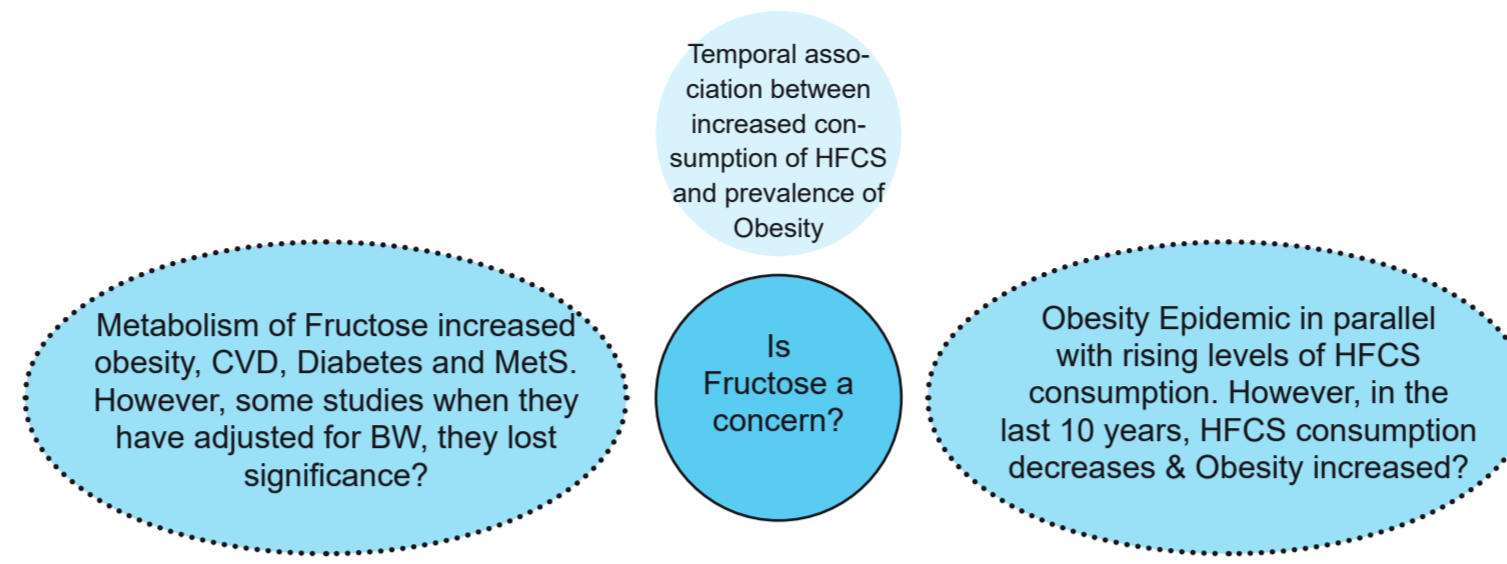 Temporal asso-
ciation between
increased con-
sumption of HFCS
and prevalence of
Obesity
Metabolism of Fructose increased
obesity, CVD, Diabetes and MetS.
However, some studies when they
have adjusted for BW, they lost
significance?
Is
Fructose a
concern?
Obesity Epidemic in parallel
with rising levels of HFCS
consumption. However, in the
last 10 years, HFCS consumption
decreases & Obesity increased?